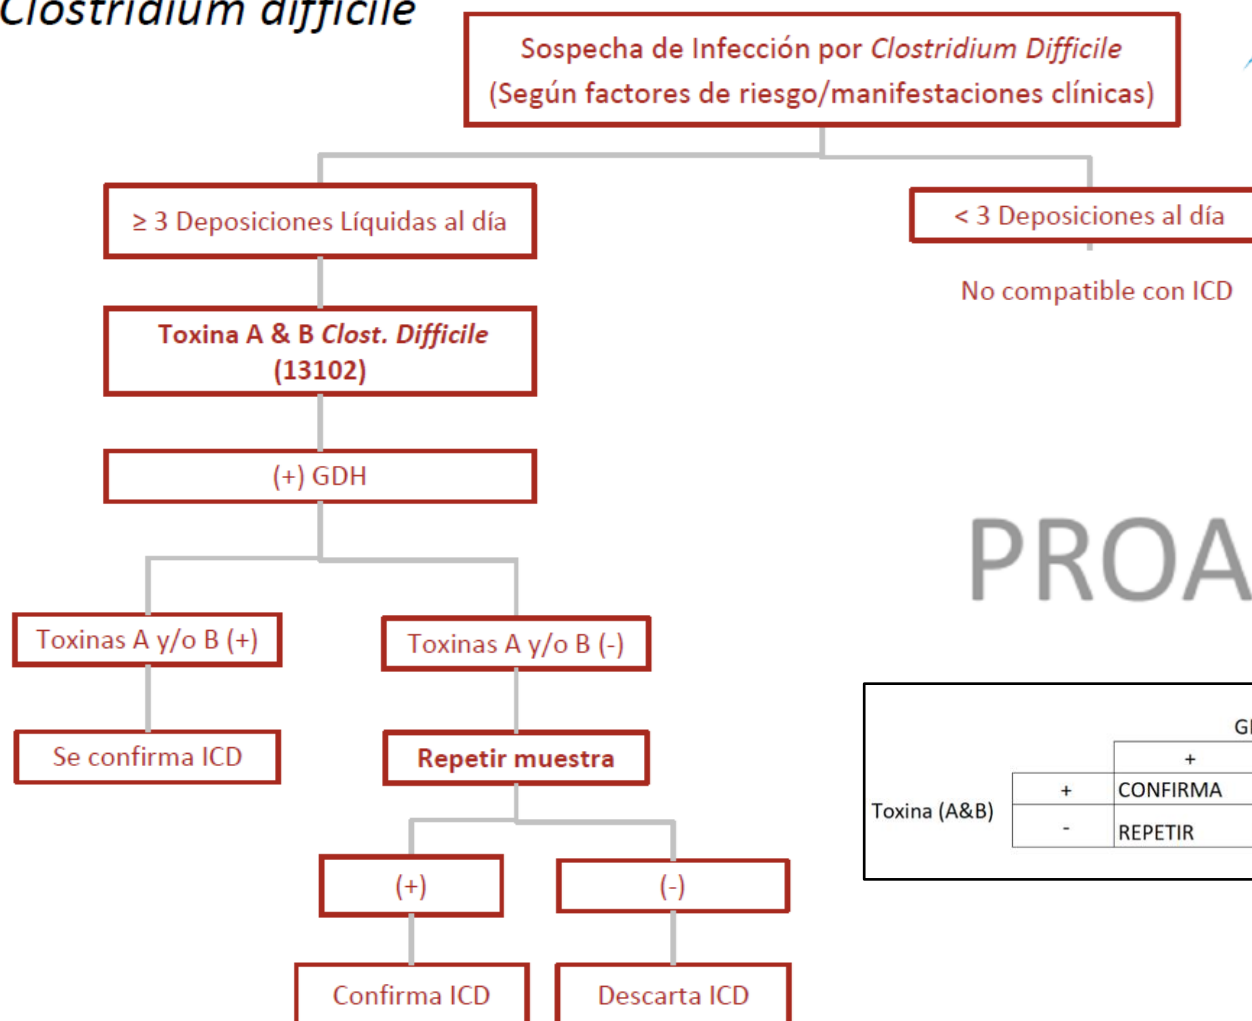 Clostridium difficile
Sospecha de Infección por Clostridium Difficile
(Según factores de riesgo/manifestaciones clínicas)
≥ 3 Deposiciones Líquidas al día
< 3 Deposiciones al día
No compatible con ICD
Toxina A & B Clost. Difficile
(13102)
(+) GDH
PROA
Toxinas A y/o B (+)
Toxinas A y/o B (-)
Se confirma ICD
Repetir muestra
(+)
(-)
Confirma ICD
Descarta ICD
+
Toxina (A&B)
+
CONFIRMA
-
REPETIR